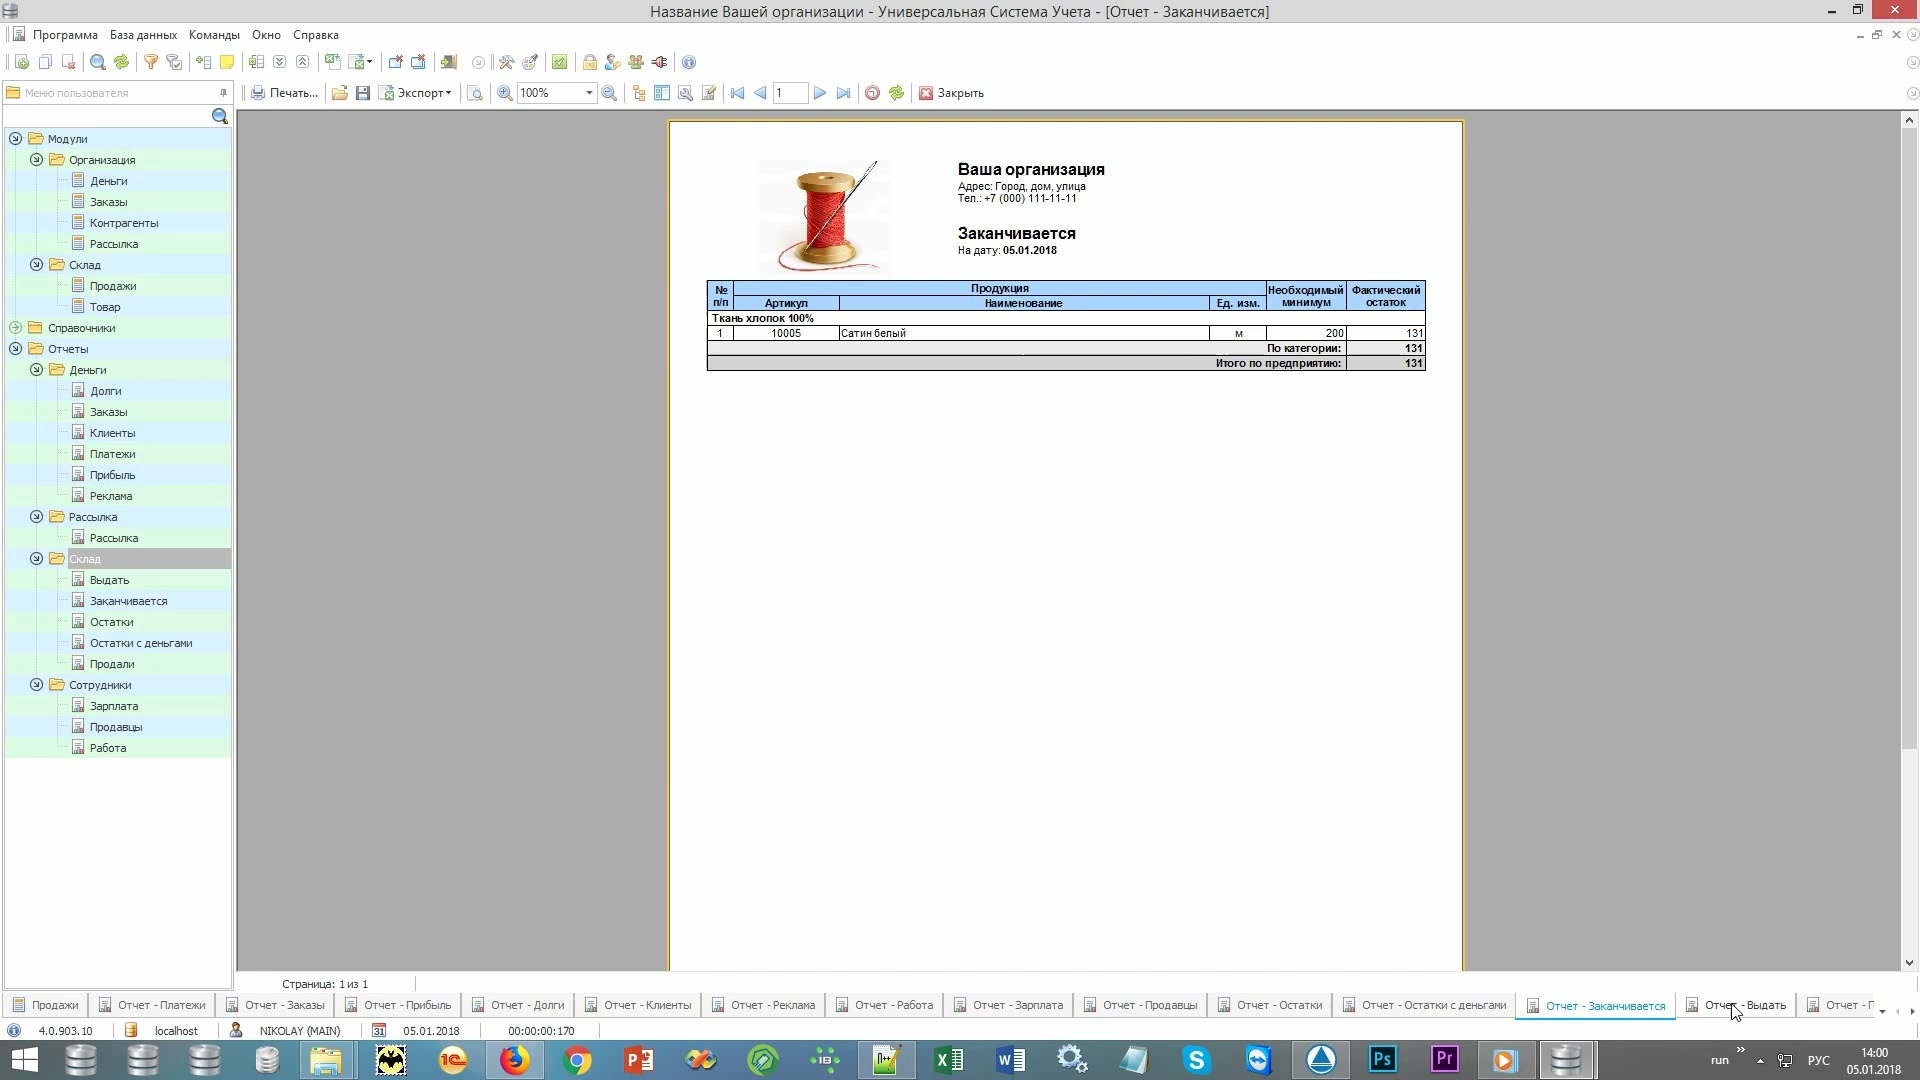 Название Вашей организации - Универсальная Система Учета - [Отчет - Заканчивается]
Программа База данных Команды Окно Справка
Меню пользователя
Печать... Экспорт 100% 1 Закрыть
Модули
Организация
Деньги
Заказы
Контрагенты
Рассылка
Склад
Продажи
Товар
Справочники
Отчеты
Деньги
Долги
Заказы
Клиенты
Платежи
Прибыль
Реклама
Рассылка
Рассылка
Склад
Выдать
Заканчивается
Остатки
Остатки с деньгами
Продали
Сотрудники
Зарплата
Продавцы
Работа
Ваша организация
Адрес: Город, дом, улица
Тел.: +7 (000) 111-11-11
Заканчивается
На дату: 05.01.2018
№ п/п Продукция Необходимый минимум Фактический остаток
Артикул Наименование Ед. изм.
Ткань хлопок 100%
1 10005 Сатин белый м 200 131
По категории: 131
Итого по предприятию: 131
Страница: 1 из 1
Продажи Отчет - Платежи Отчет - Заказы Отчет - Прибыль Отчет - Долги Отчет - Клиенты Отчет - Реклама Отчет - Работа Отчет - Зарплата Отчет - Продавцы Отчет - Остатки Отчет - Остатки с деньгами Отчет - Заканчивается Отчет - Выдать Отчет - П
4.0.903.10 localhost NIKOLAY (MAIN) 31 05.01.2018 00:00:00:170
1С P3 IB n++ X W S Ps Pr run РУС 14:00
05.01.2018